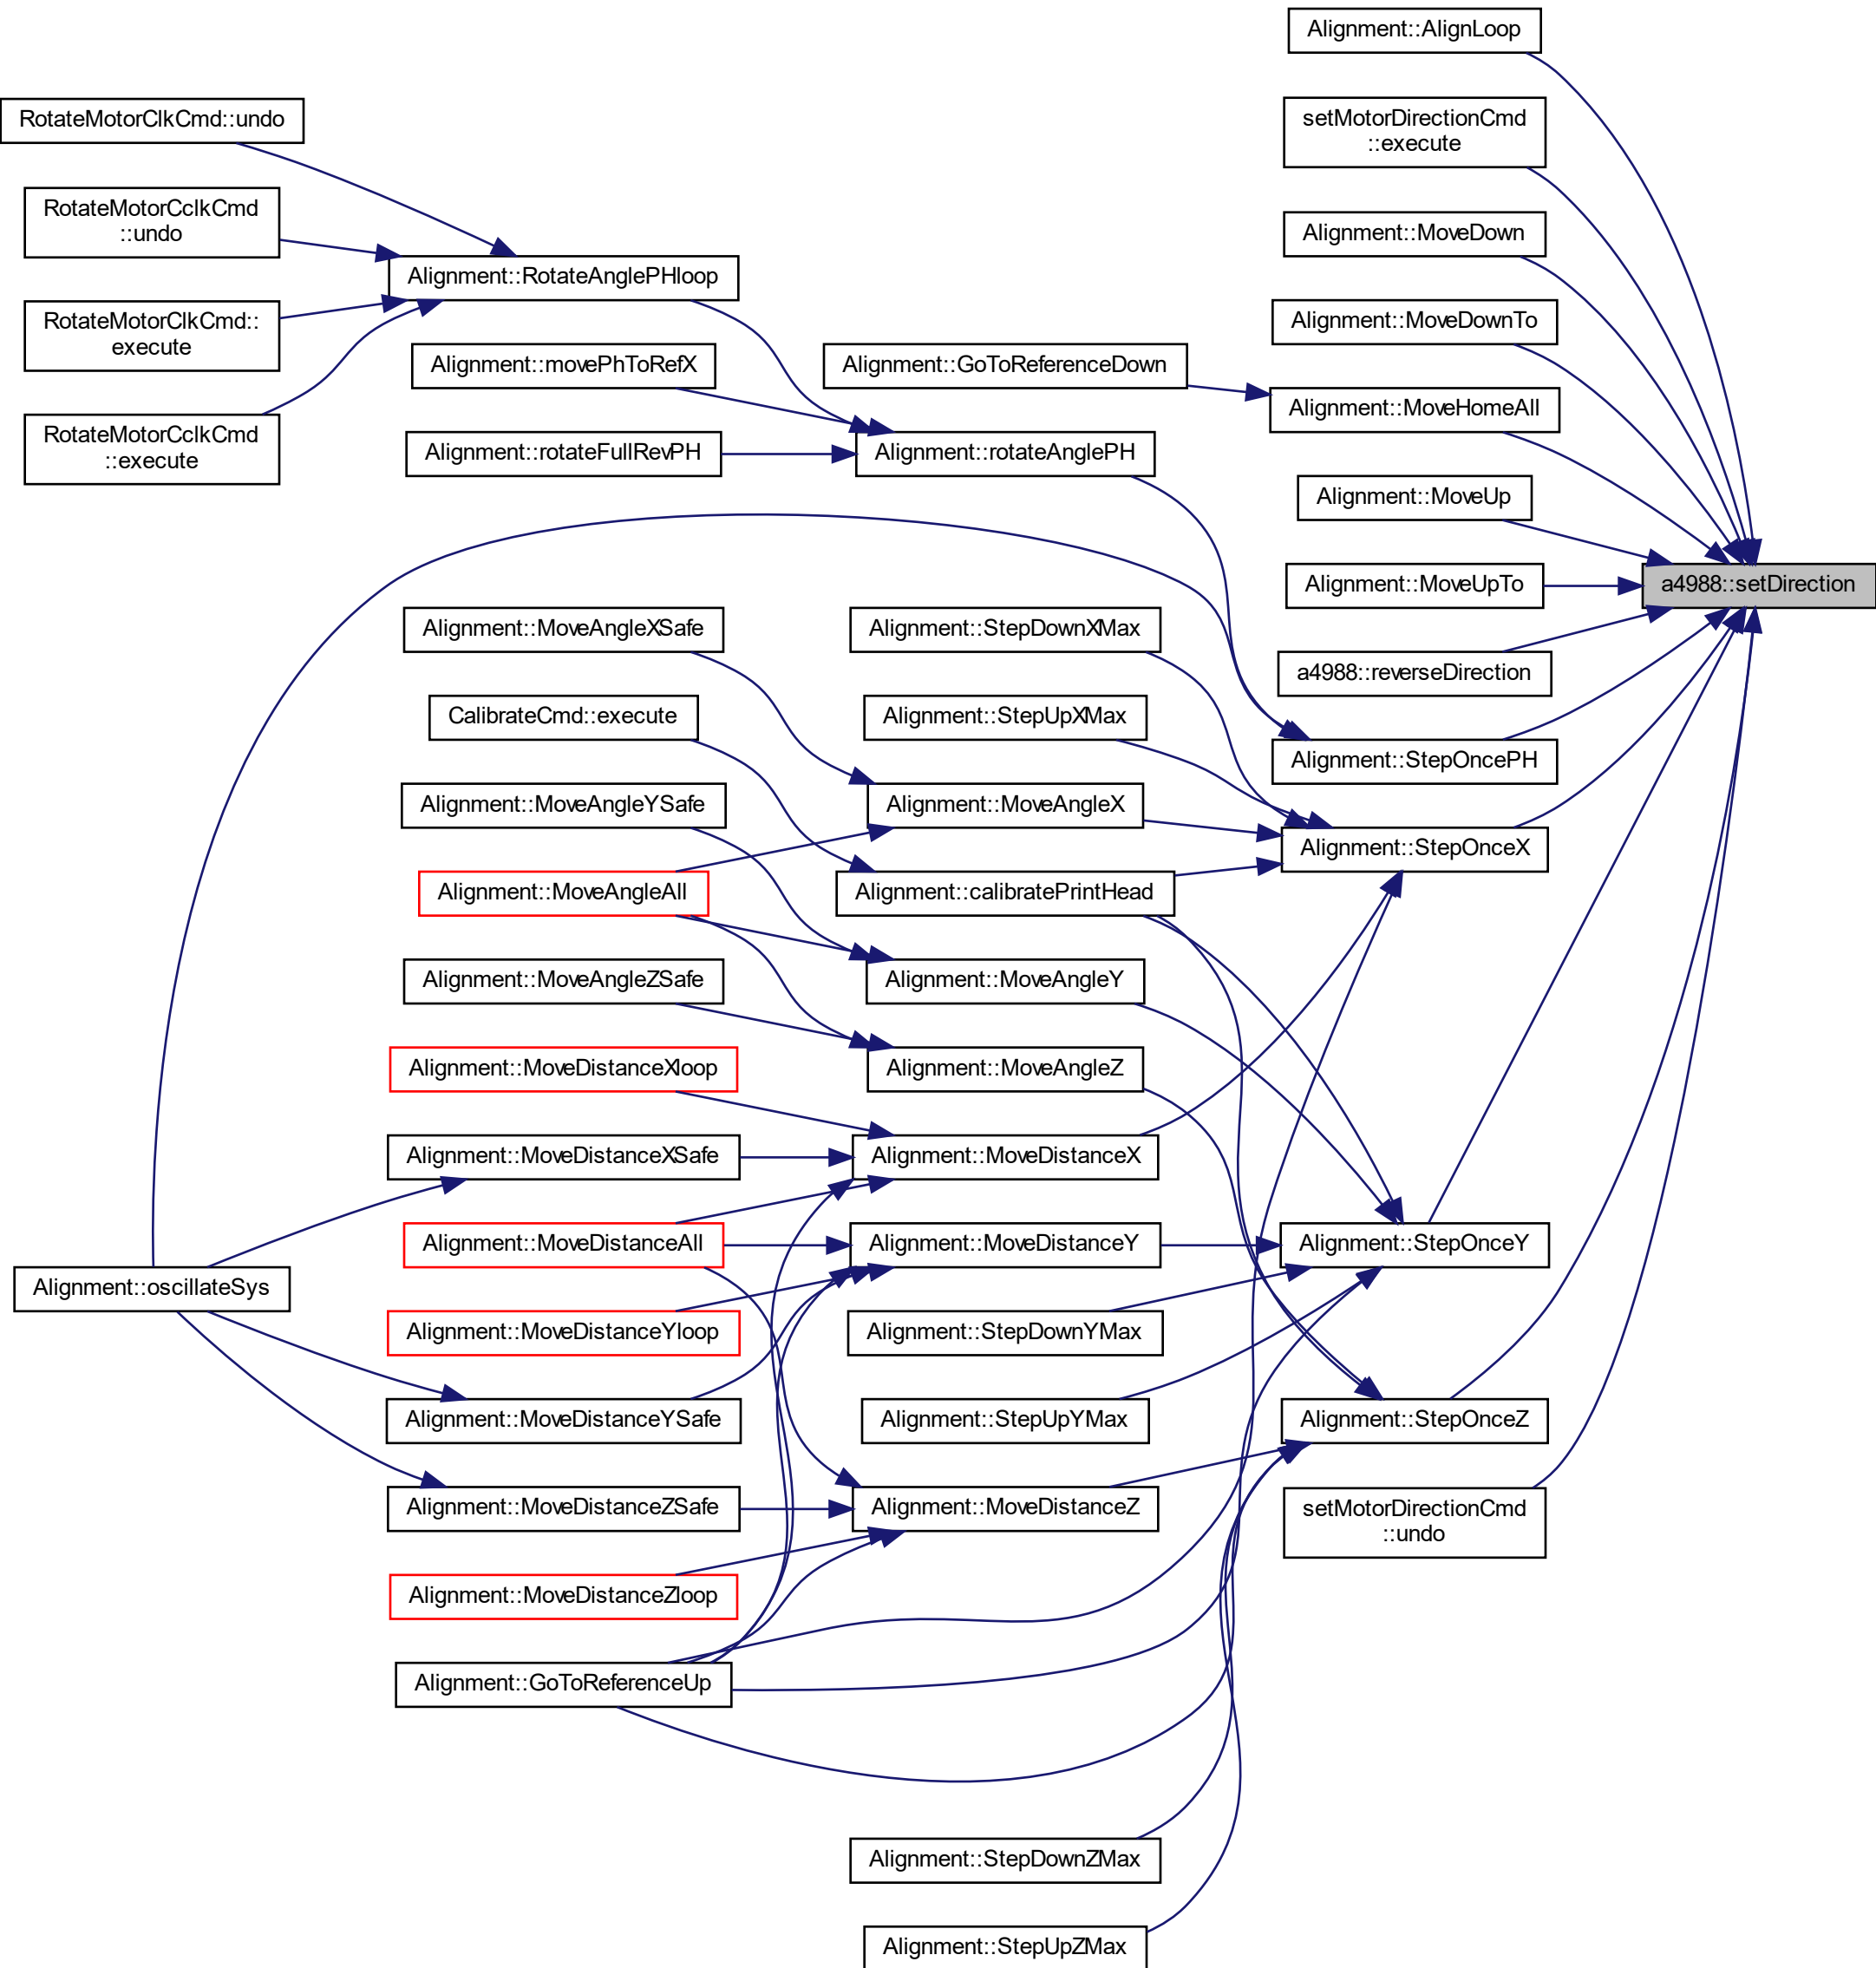 Alignment::AlignLoop
setMotorDirectionCmd
::execute
RotateMotorClkCmd::undo
RotateMotorCclkCmd
::undo
Alignment::MoveDown
Alignment::RotateAnglePHloop
RotateMotorClkCmd::
execute
Alignment::MoveDownTo
Alignment::movePhToRefX
Alignment::GoToReferenceDown
Alignment::MoveHomeAll
RotateMotorCclkCmd
::execute
Alignment::rotateFullRevPH
Alignment::rotateAnglePH
Alignment::MoveUp
a4988::setDirection
Alignment::MoveUpTo
Alignment::MoveAngleXSafe
Alignment::StepDownXMax
a4988::reverseDirection
CalibrateCmd::execute
Alignment::StepUpXMax
Alignment::StepOncePH
Alignment::MoveAngleYSafe
Alignment::MoveAngleX
Alignment::StepOnceX
Alignment::MoveAngleAll
Alignment::calibratePrintHead
Alignment::MoveAngleZSafe
Alignment::MoveAngleY
Alignment::MoveDistanceXloop
Alignment::MoveAngleZ
Alignment::MoveDistanceXSafe
Alignment::MoveDistanceX
Alignment::MoveDistanceAll
Alignment::MoveDistanceY
Alignment::StepOnceY
Alignment::oscillateSys
Alignment::MoveDistanceYloop
Alignment::StepDownYMax
Alignment::MoveDistanceYSafe
Alignment::StepUpYMax
Alignment::StepOnceZ
Alignment::MoveDistanceZSafe
Alignment::MoveDistanceZ
setMotorDirectionCmd
::undo
Alignment::MoveDistanceZloop
Alignment::GoToReferenceUp
Alignment::StepDownZMax
Alignment::StepUpZMax